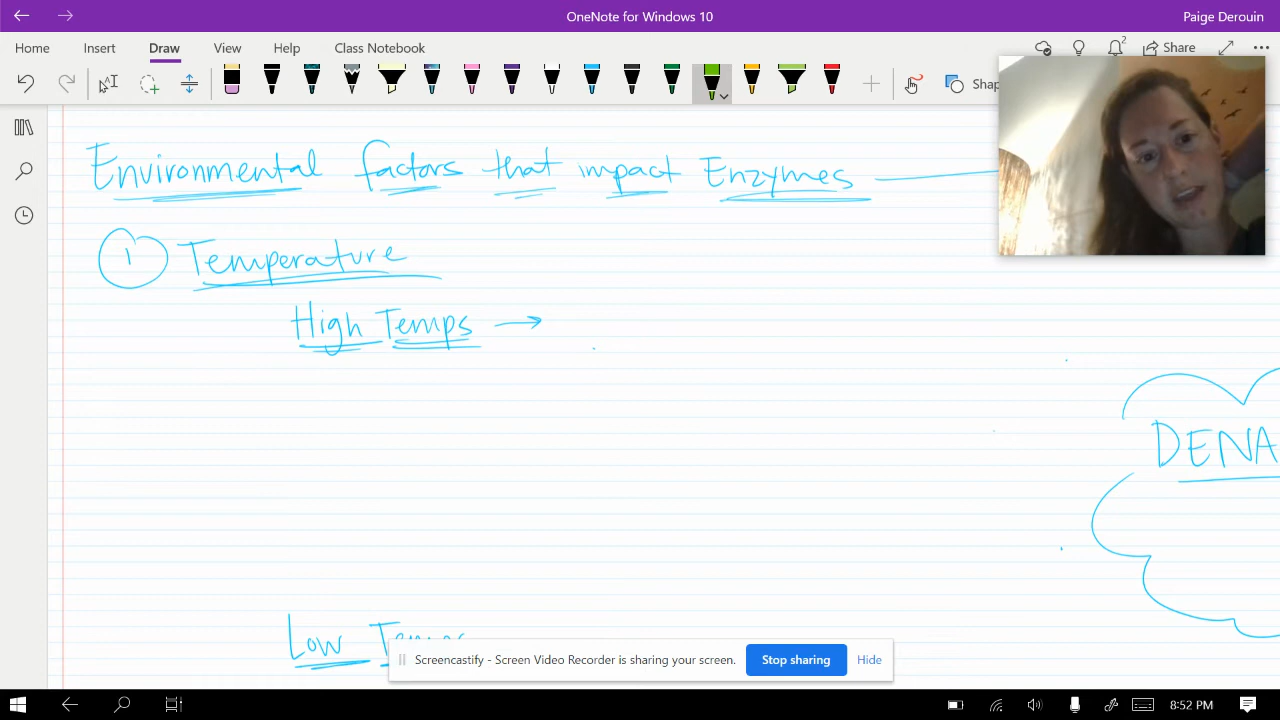 OneNote for Windows 10
Paige Derouin
Home Insert Draw View Help Class Notebook
2 Share
Environmental factors that impact Enzymes
1 Temperature
High Temps →
DENA
Low Temps
Screencastify - Screen Video Recorder is sharing your screen. Stop sharing Hide
8:52 PM